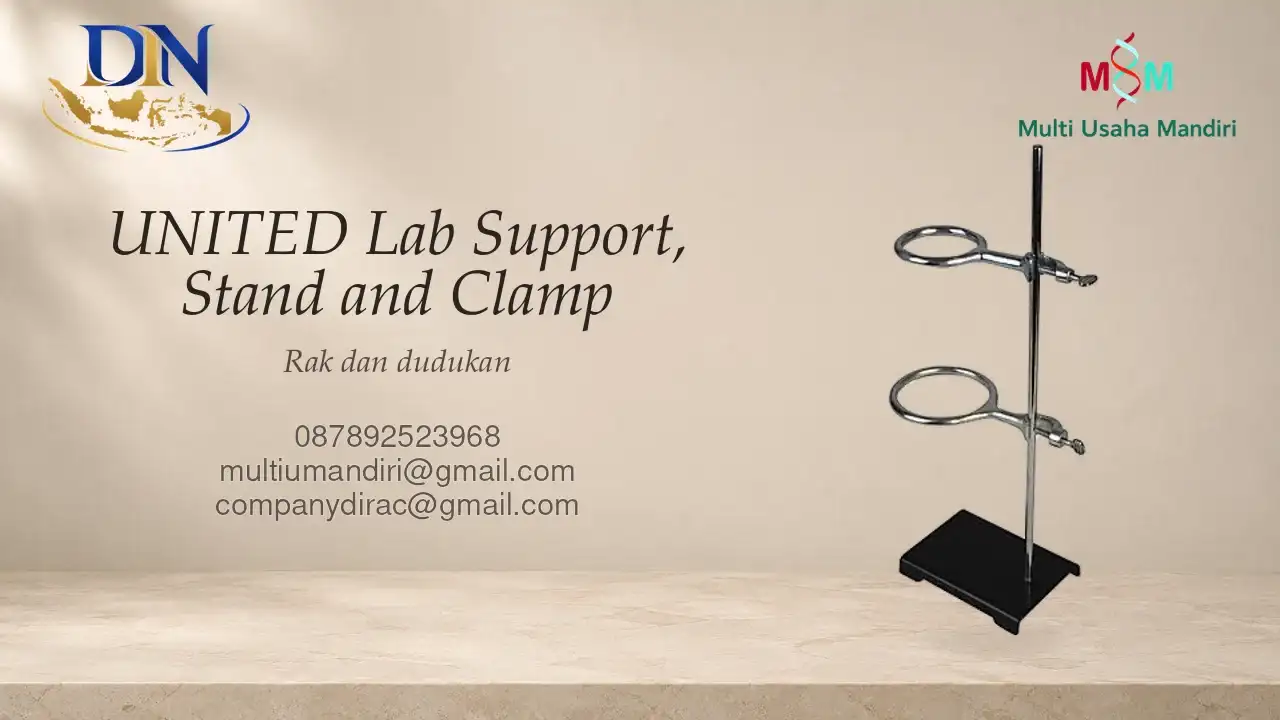 DIN
MSM
Multi Usaha Mandiri
UNITED Lab Support,
Stand and Clamp
Rak dan dudukan
087892523968
multiumandiri@gmail.com
companydirac@gmail.com